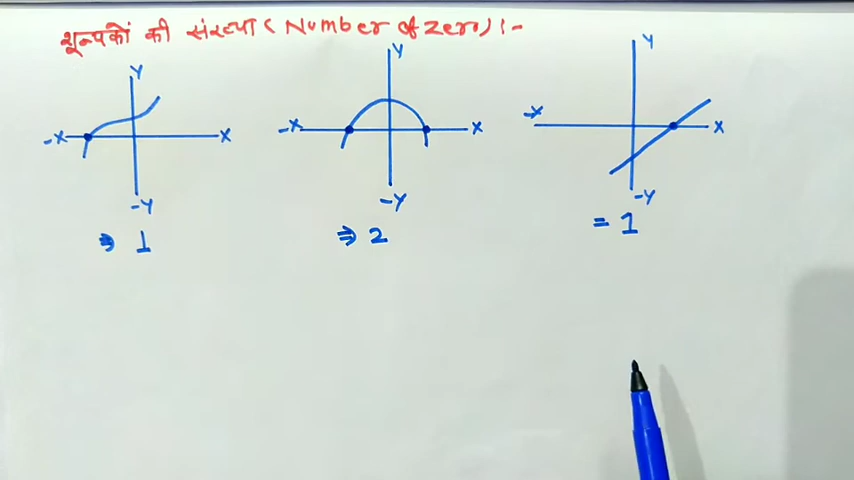 शून्यकों की संख्या (Number of zero) :-
Y Y Y
-X X -X X -X X
-Y -Y -Y
⇒ 1 ⇒ 2 = 1